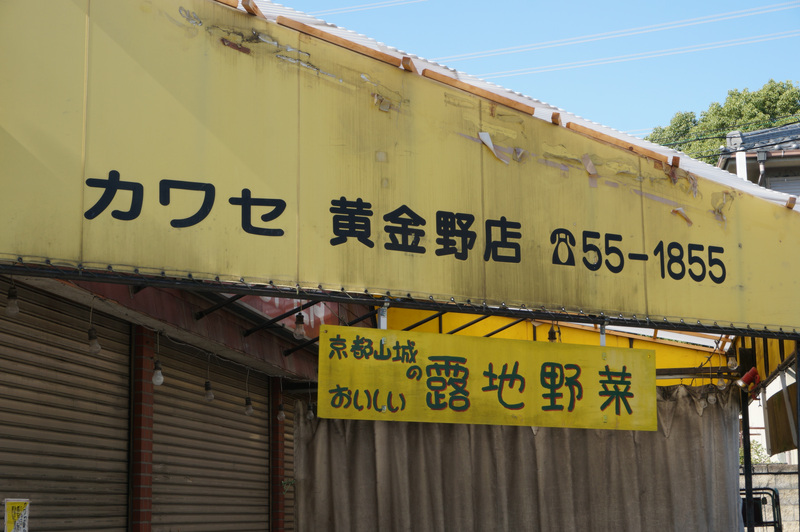 カワセ 黄金野店 ☎55-1855
京都山城の
おいしい
露地野菜